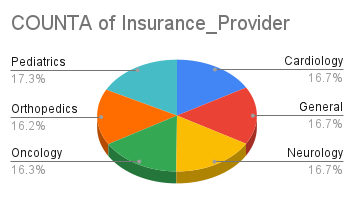 COUNTA of Insurance_Provider
Pediatrics
17.3%
Cardiology
16.7%
Orthopedics
16.2%
General
16.7%
Oncology
16.3%
Neurology
16.7%